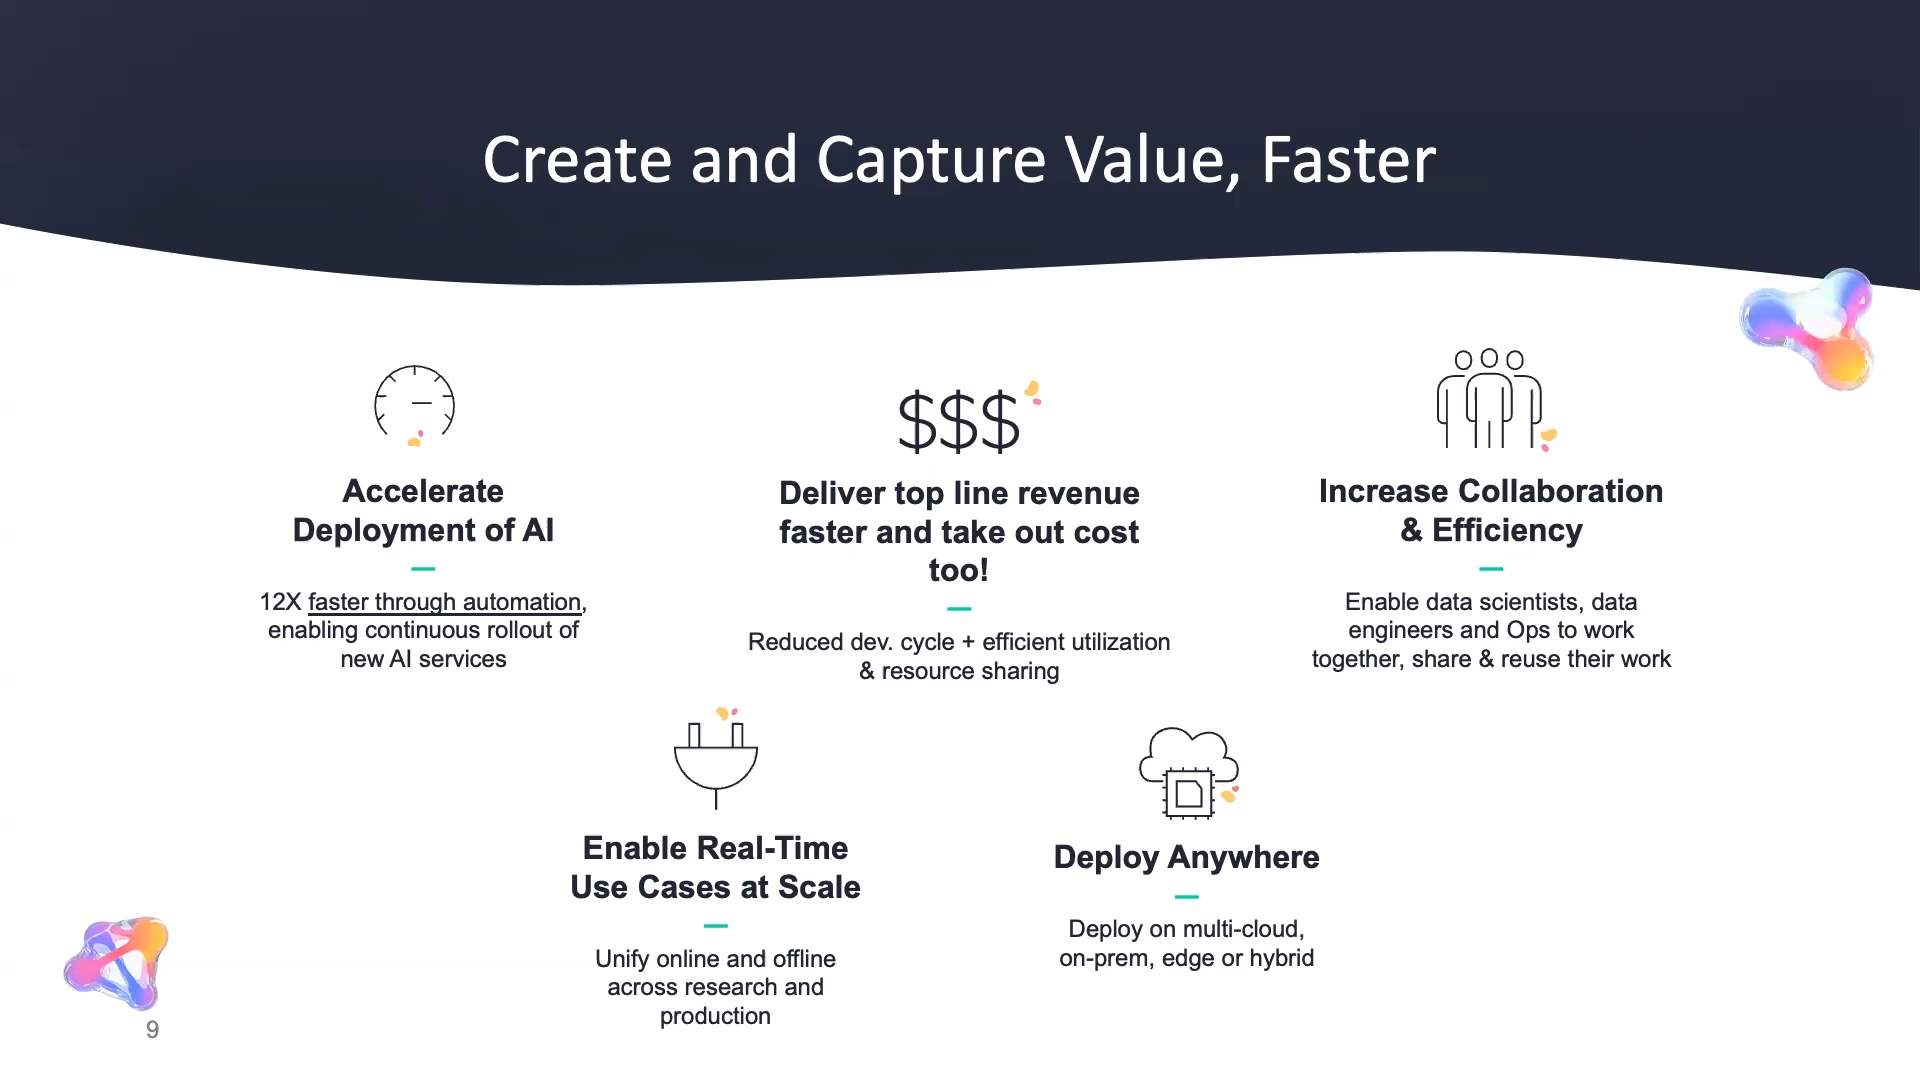 Create and Capture Value, Faster
$$$
Accelerate
Deployment of AI
12X faster through automation,
enabling continuous rollout of
new AI services
Deliver top line revenue
faster and take out cost
too!
Reduced dev. cycle + efficient utilization
& resource sharing
Increase Collaboration
& Efficiency
Enable data scientists, data
engineers and Ops to work
together, share & reuse their work
Enable Real-Time
Use Cases at Scale
Unify online and offline
across research and
production
Deploy Anywhere
Deploy on multi-cloud,
on-prem, edge or hybrid
9